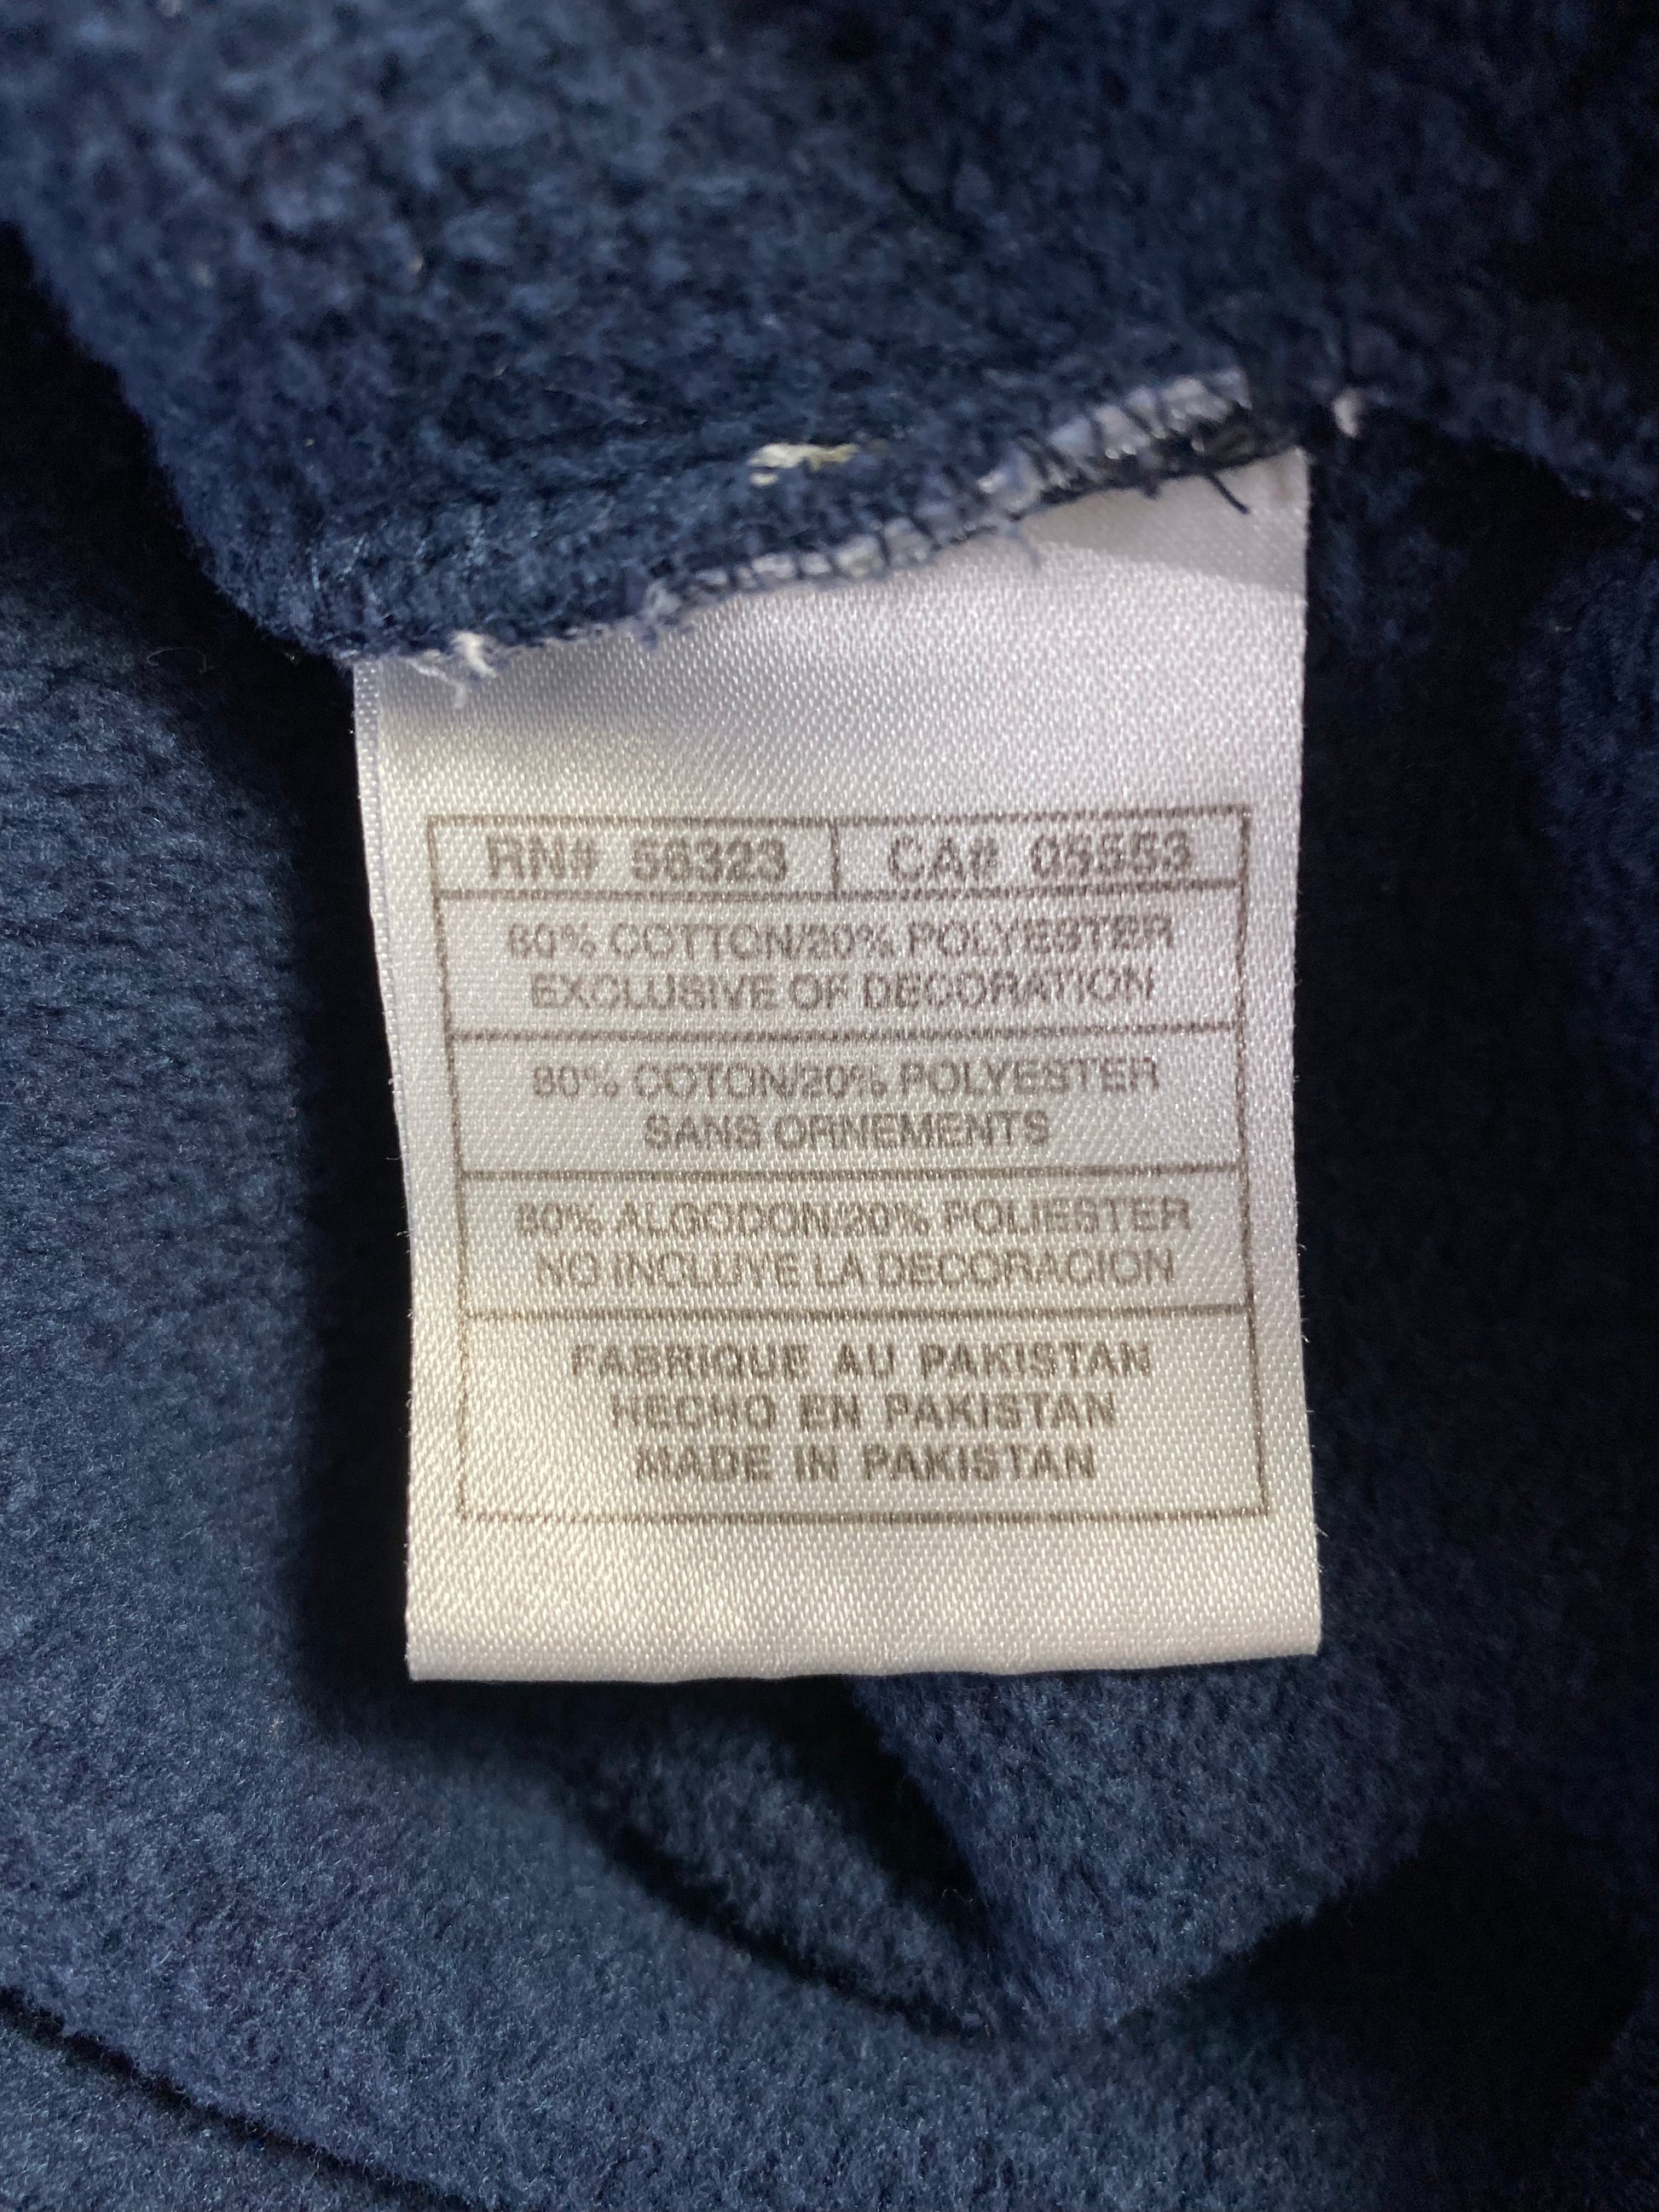 RN# 56323 CA# 05553
80% COTTON/20% POLYESTER
EXCLUSIVE OF DECORATION
80% COTON/20% POLYESTER
SANS ORNEMENTS
80% ALGODON/20% POLIESTER
NO INCLUYE LA DECORACION
FABRIQUE AU PAKISTAN
HECHO EN PAKISTAN
MADE IN PAKISTAN